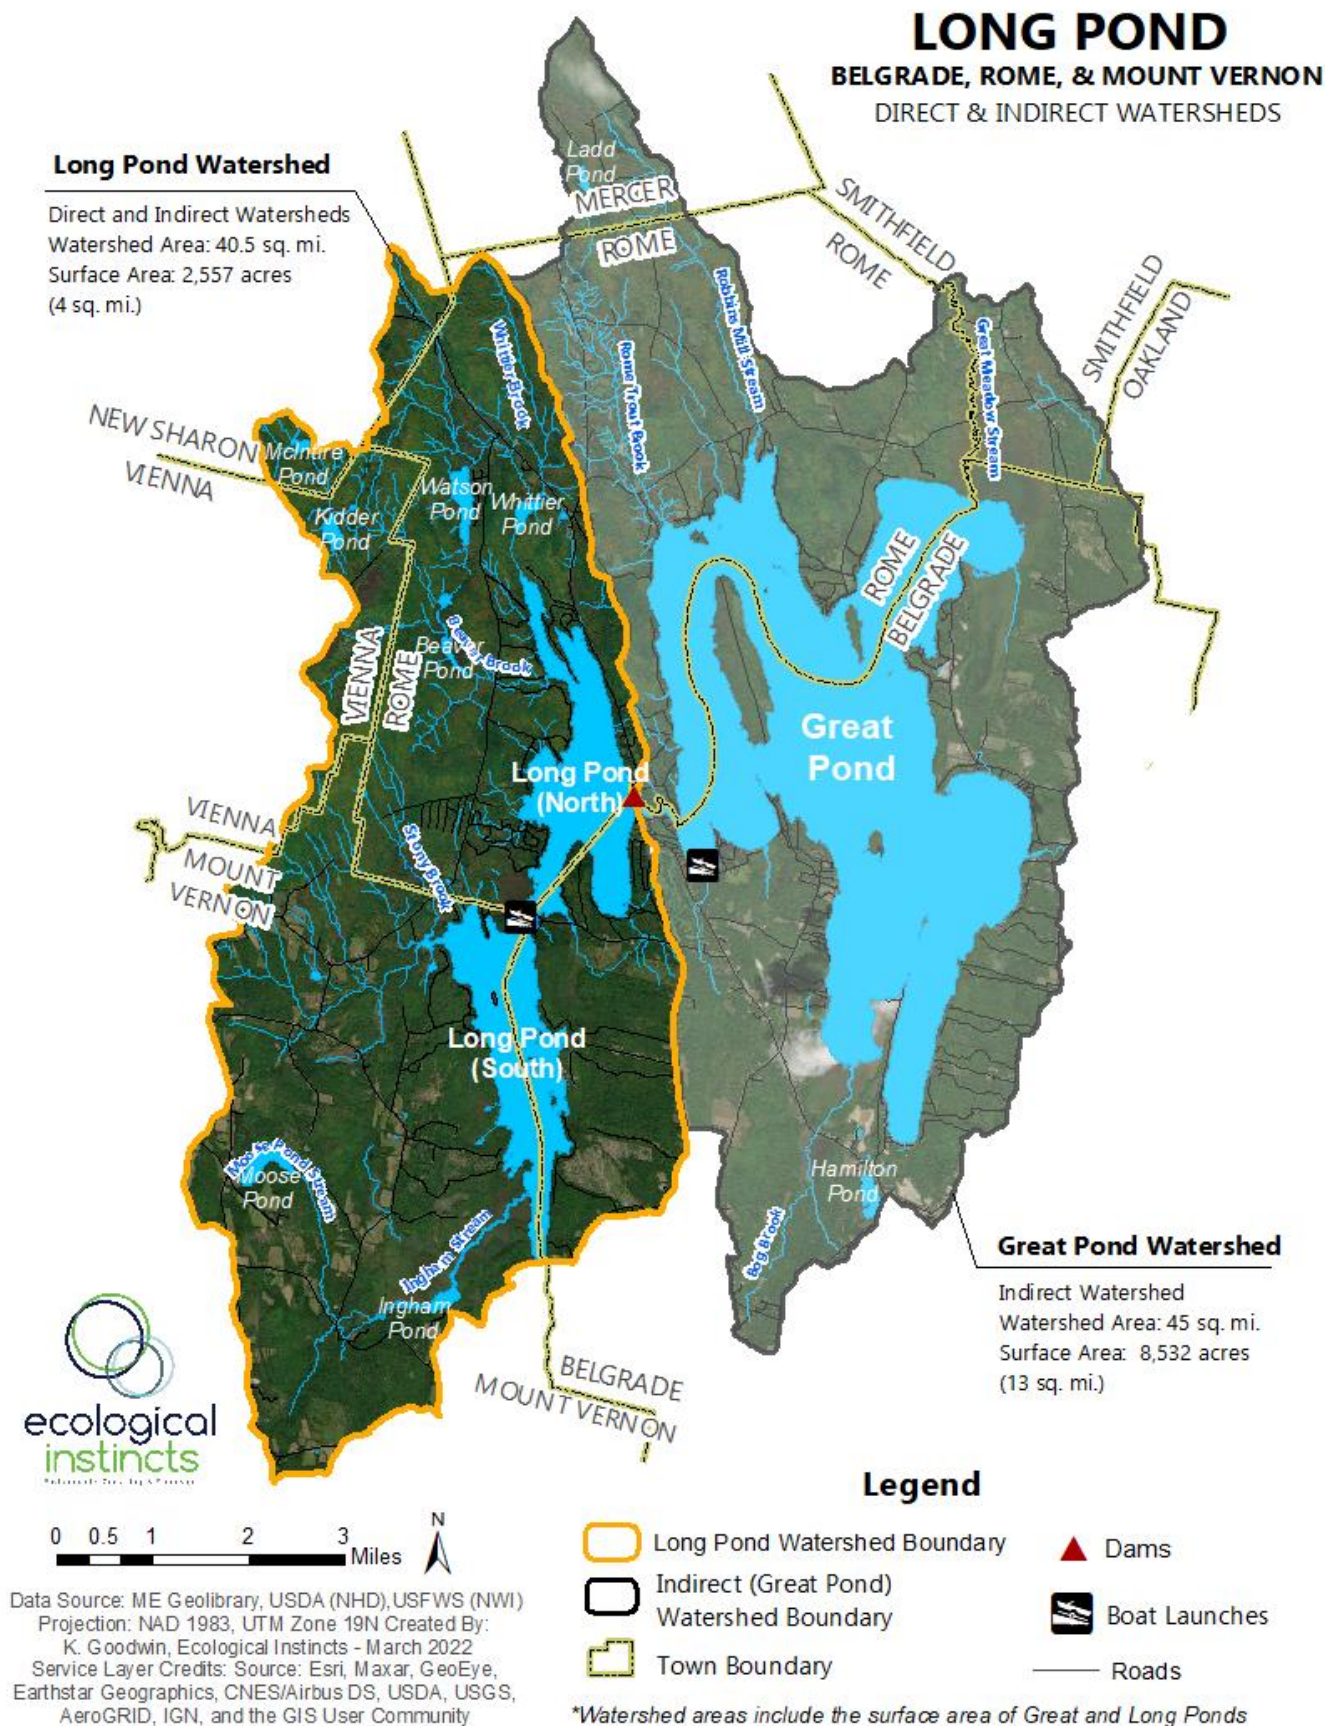 LONG POND
BELGRADE, ROME, & MOUNT VERNON
DIRECT & INDIRECT WATERSHEDS
Long Pond Watershed
Direct and Indirect Watersheds
Watershed Area: 40.5 sq. mi.
Surface Area: 2,557 acres
(4 sq. mi.)
Ladd
Pond
MERCER
ROME
SMITHFIELD
ROME
SMITHFIELD
OAKLAND
Whittier Brook
Rome Trout Brook
Robbins Mill Stream
Great Meadow Stream
NEW SHARON
VIENNA
McIntire
Pond
Kidder
Pond
Watson
Pond
Whittier
Pond
ROME
BELGRADE
Beaver Brook
Beaver
Pond
VIENNA
ROME
Great
Pond
Long Pond
(North)
VIENNA
MOUNT
VERNON
Stony Brook
Long Pond
(South)
Moose Pond Stream
Moose
Pond
Hamilton
Pond
Bog Brook
Ingham Stream
Ingham
Pond
Great Pond Watershed
Indirect Watershed
Watershed Area: 45 sq. mi.
Surface Area: 8,532 acres
(13 sq. mi.)
BELGRADE
MOUNT VERNON
ecological
instincts
Legend
Long Pond Watershed Boundary
Indirect (Great Pond)
Watershed Boundary
Town Boundary
Dams
Boat Launches
Roads
0 0.5 1 2 3
Miles
N
Data Source: ME Geolibrary, USDA (NHD),USFWS (NWI)
Projection: NAD 1983, UTM Zone 19N Created By:
K. Goodwin, Ecological Instincts - March 2022
Service Layer Credits: Source: Esri, Maxar, GeoEye,
Earthstar Geographics, CNES/Airbus DS, USDA, USGS,
AeroGRID, IGN, and the GIS User Community
*Watershed areas include the surface area of Great and Long Ponds